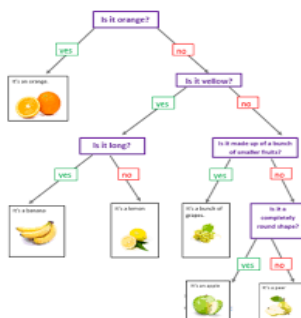 Is it orange?
yes
no
It's an orange.
Is it yellow?
yes
no
Is it long?
Is it made up of a bunch
of smaller fruits?
yes
no
yes
no
It's a banana
It's a lemon
It's a bunch of
grapes.
Is it a
completely
round shape?
yes
no
It's an apple
It's a pear